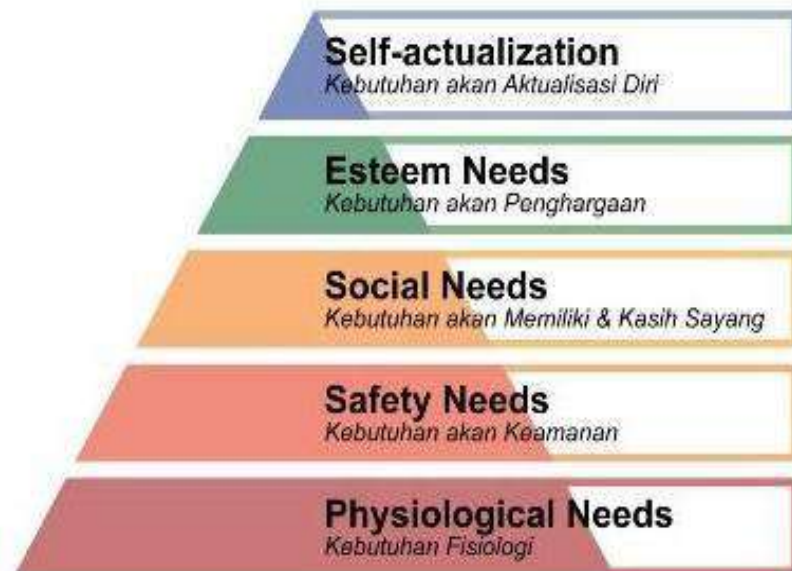 Self-actualization
Kebutuhan akan Aktualisasi Diri
Esteem Needs
Kebutuhan akan Penghargaan
Social Needs
Kebutuhan akan Memiliki & Kasih Sayang
Safety Needs
Kebutuhan akan Keamanan
Physiological Needs
Kebutuhan Fisiologi